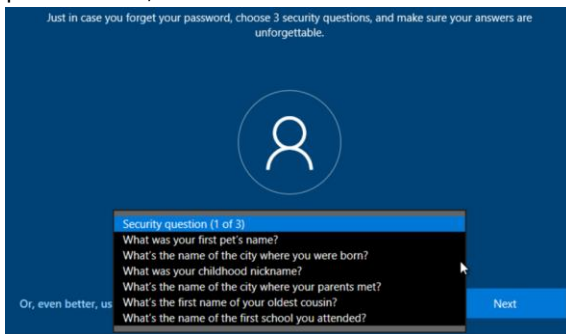 Just in case you forget your password, choose 3 security questions, and make sure your answers are
unforgettable.
Security question (1 of 3)
What was your first pet's name?
What's the name of the city where you were born?
What was your childhood nickname?
What's the name of the city where your parents met?
What's the first name of your oldest cousin?
What's the name of the first school you attended?
Or, even better, us
Next